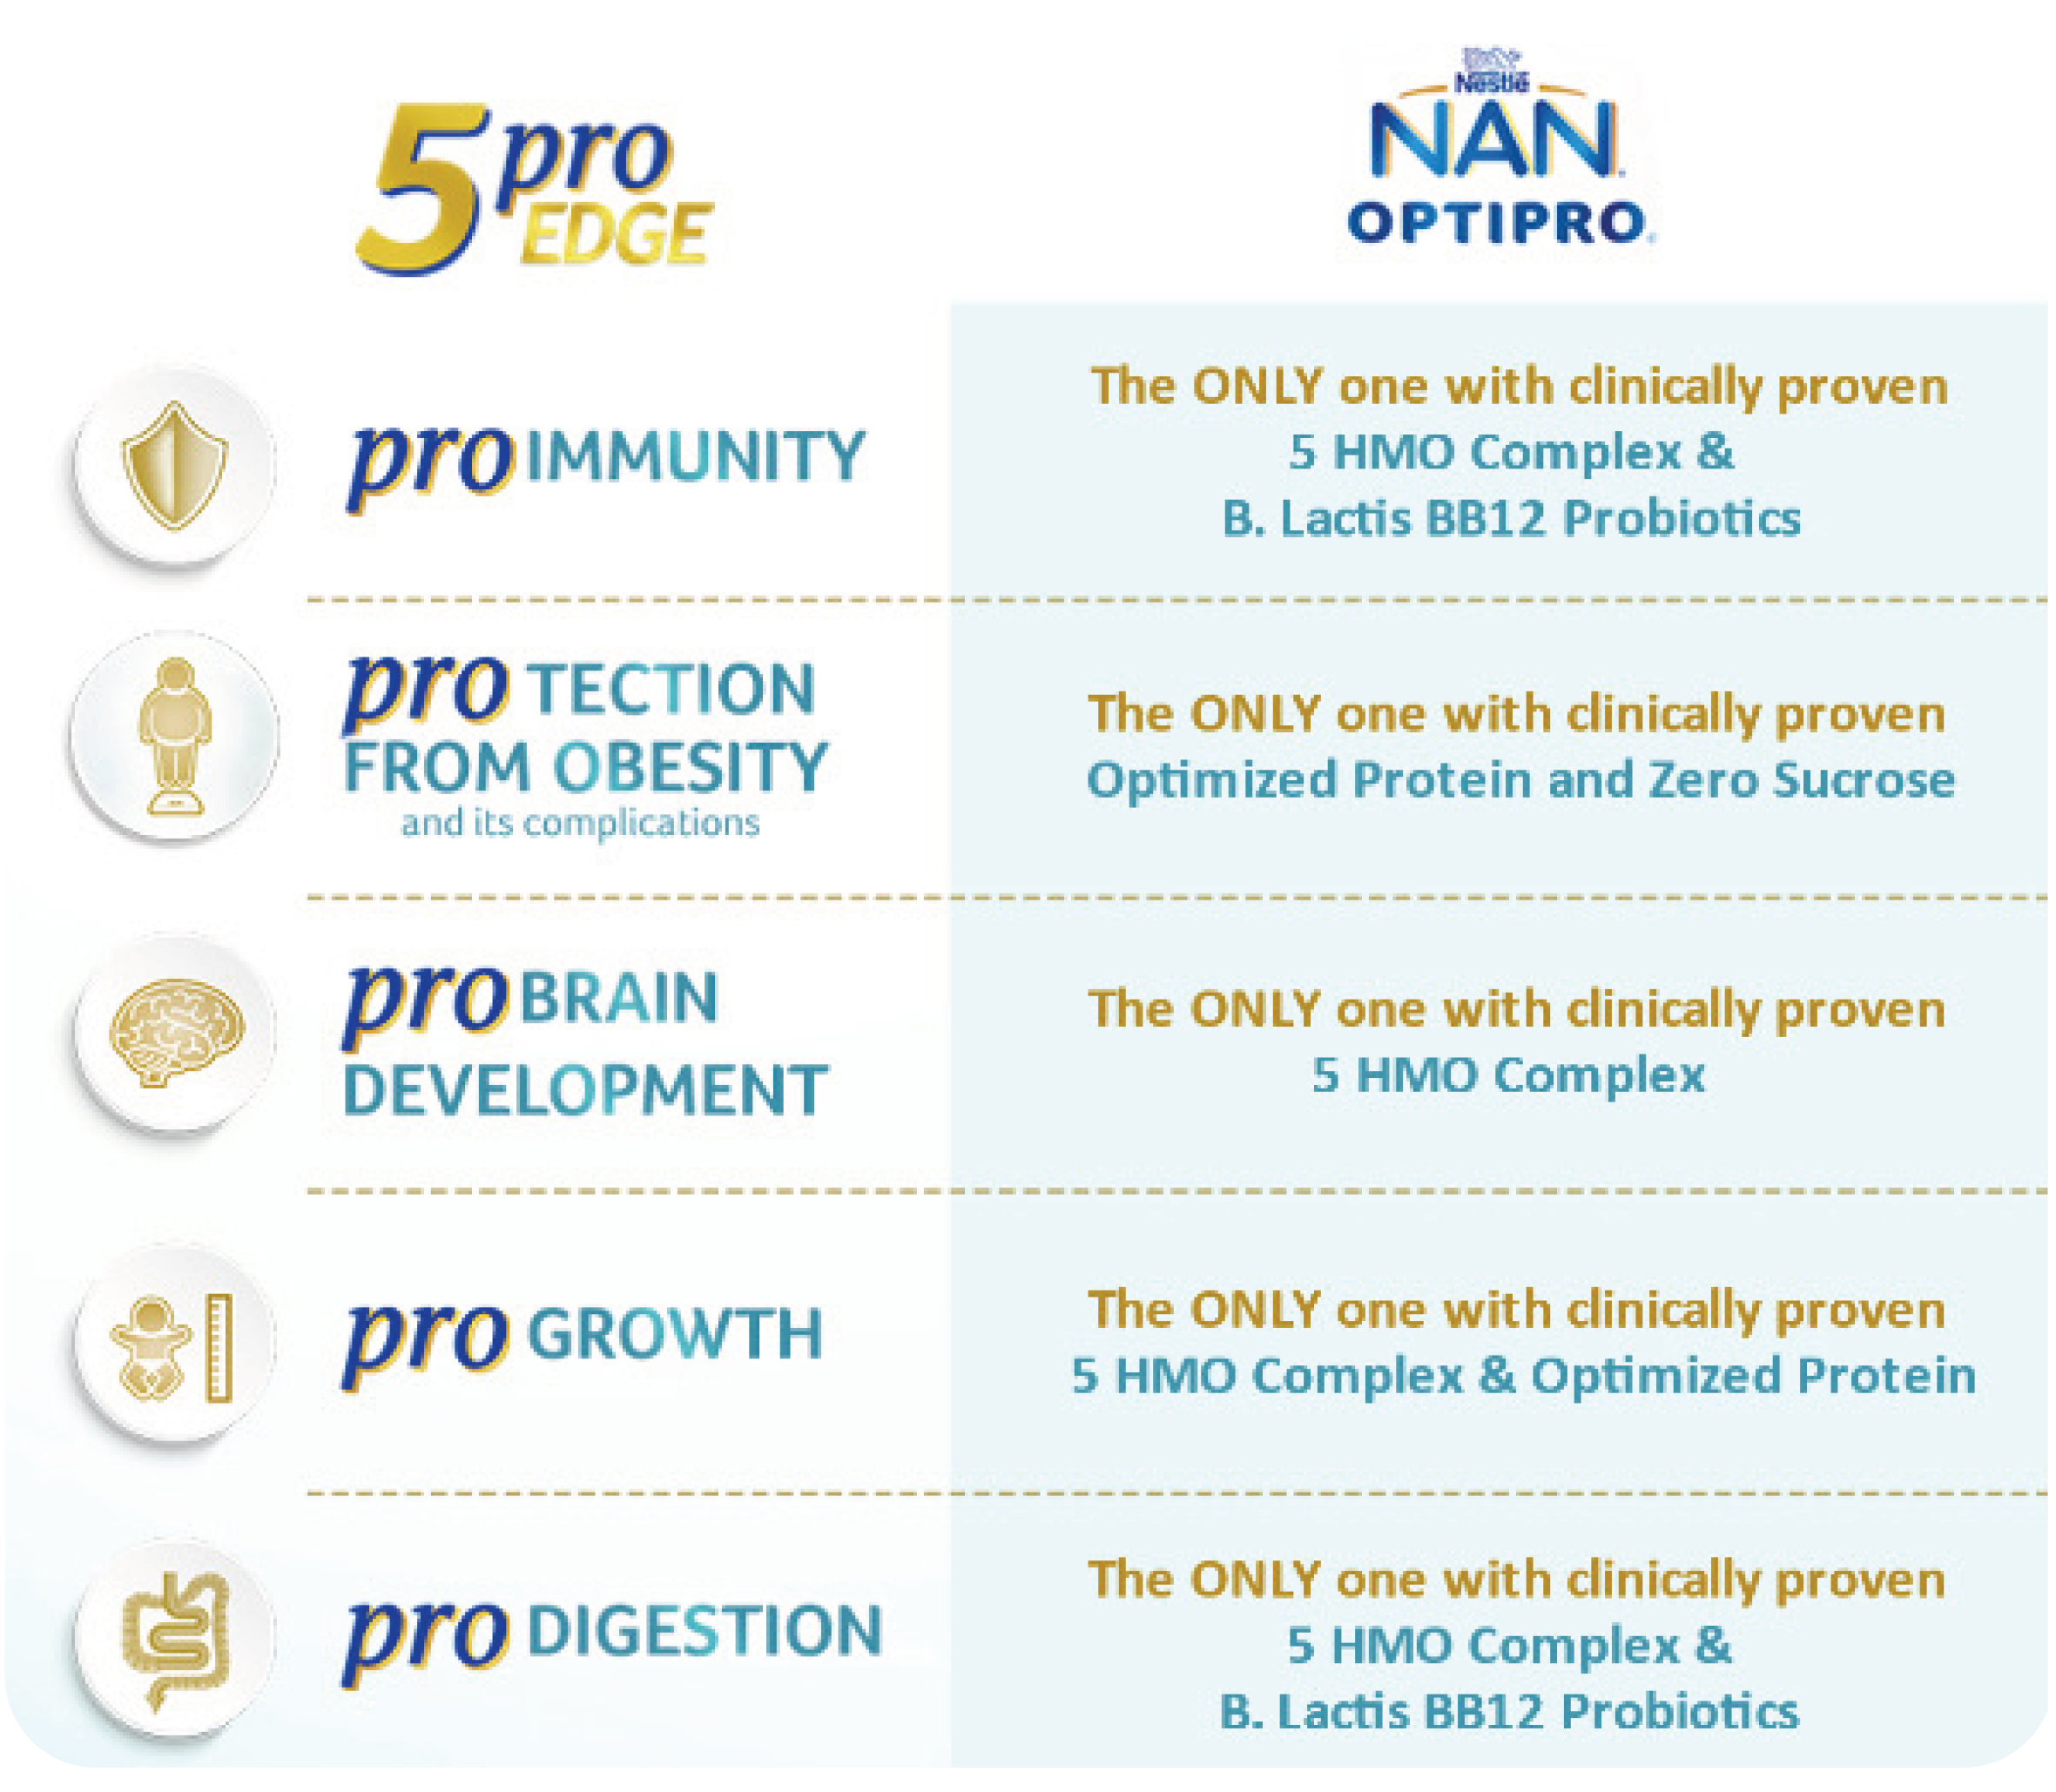 5 pro
EDGE
Nestlé
NAN®
OPTIPRO®
pro IMMUNITY
The ONLY one with clinically proven
5 HMO Complex &
B. Lactis BB12 Probiotics
pro TECTION
FROM OBESITY
and its complications
The ONLY one with clinically proven
Optimized Protein and Zero Sucrose
pro BRAIN
DEVELOPMENT
The ONLY one with clinically proven
5 HMO Complex
pro GROWTH
The ONLY one with clinically proven
5 HMO Complex & Optimized Protein
pro DIGESTION
The ONLY one with clinically proven
5 HMO Complex &
B. Lactis BB12 Probiotics